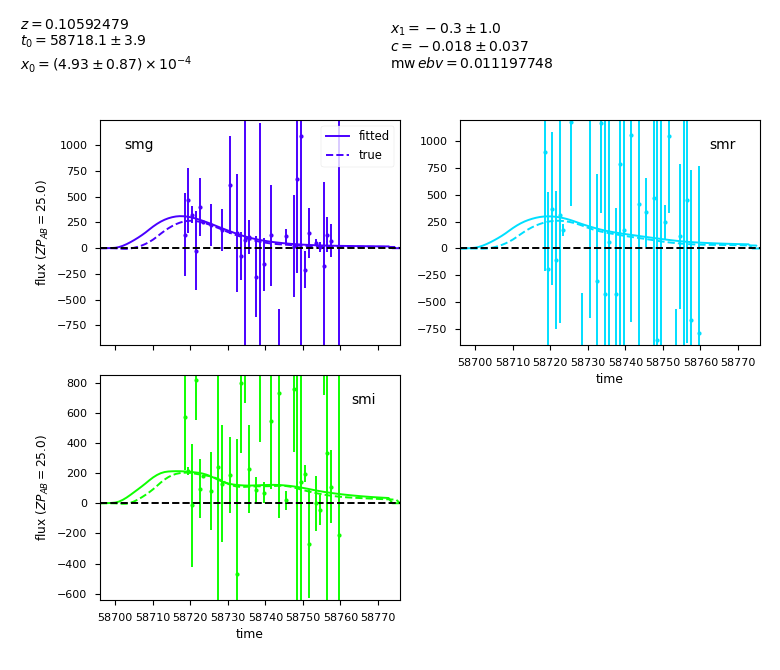 z = 0.10592479
t₀ = 58718.1 ± 3.9
x₀ = (4.93 ± 0.87) × 10⁻⁴
x₁ = −0.3 ± 1.0
c = −0.018 ± 0.037
mw ebv = 0.011197748
smg
fitted
true
1000
750
500
250
0
−250
−500
−750
flux (ZP_AB = 25.0)
smr
1000
750
500
250
0
−250
−500
−750
58700 58710 58720 58730 58740 58750 58760 58770
time
smi
800
600
400
200
0
−200
−400
−600
flux (ZP_AB = 25.0)
58700 58710 58720 58730 58740 58750 58760 58770
time